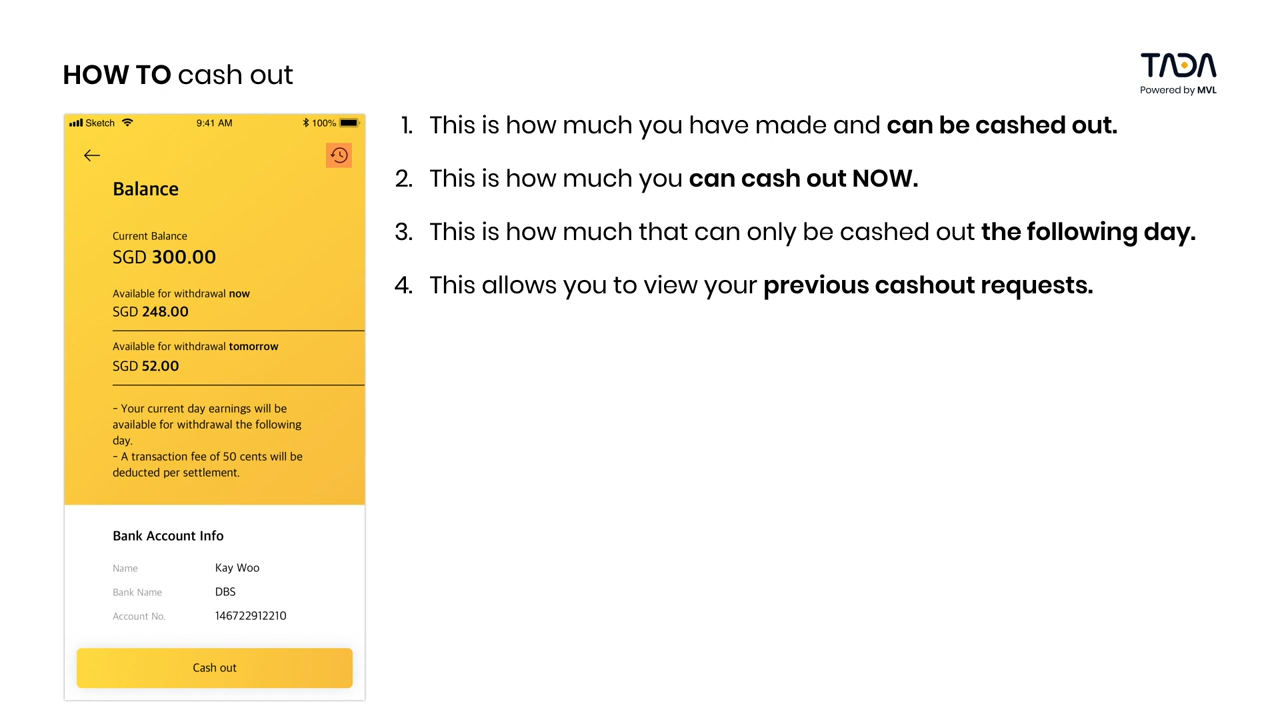 HOW TO cash out
TADA
Powered by MVL
Sketch 9:41 AM 100%
Balance
Current Balance
SGD 300.00
Available for withdrawal now
SGD 248.00
Available for withdrawal tomorrow
SGD 52.00
- Your current day earnings will be
available for withdrawal the following
day.
- A transaction fee of 50 cents will be
deducted per settlement.
Bank Account Info
Name Kay Woo
Bank Name DBS
Account No. 146722912210
Cash out
1. This is how much you have made and can be cashed out.
2. This is how much you can cash out NOW.
3. This is how much that can only be cashed out the following day.
4. This allows you to view your previous cashout requests.